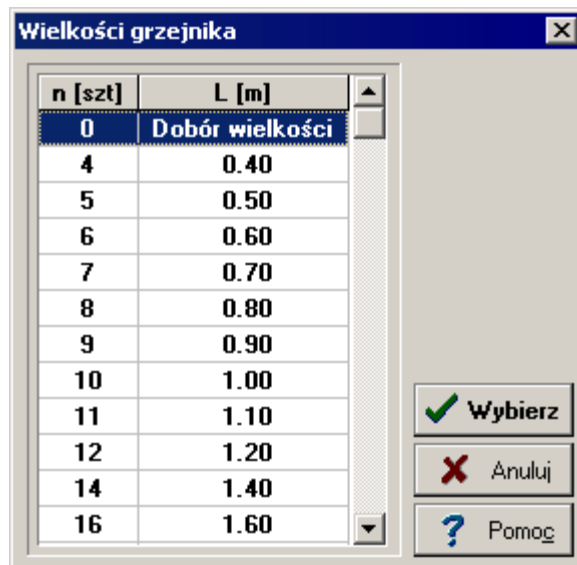 Wielkości grzejnika
n [szt] L [m]
0 Dobór wielkości
4 0.40
5 0.50
6 0.60
7 0.70
8 0.80
9 0.90
10 1.00
11 1.10
12 1.20
14 1.40
16 1.60
Wybierz
Anuluj
Pomoc